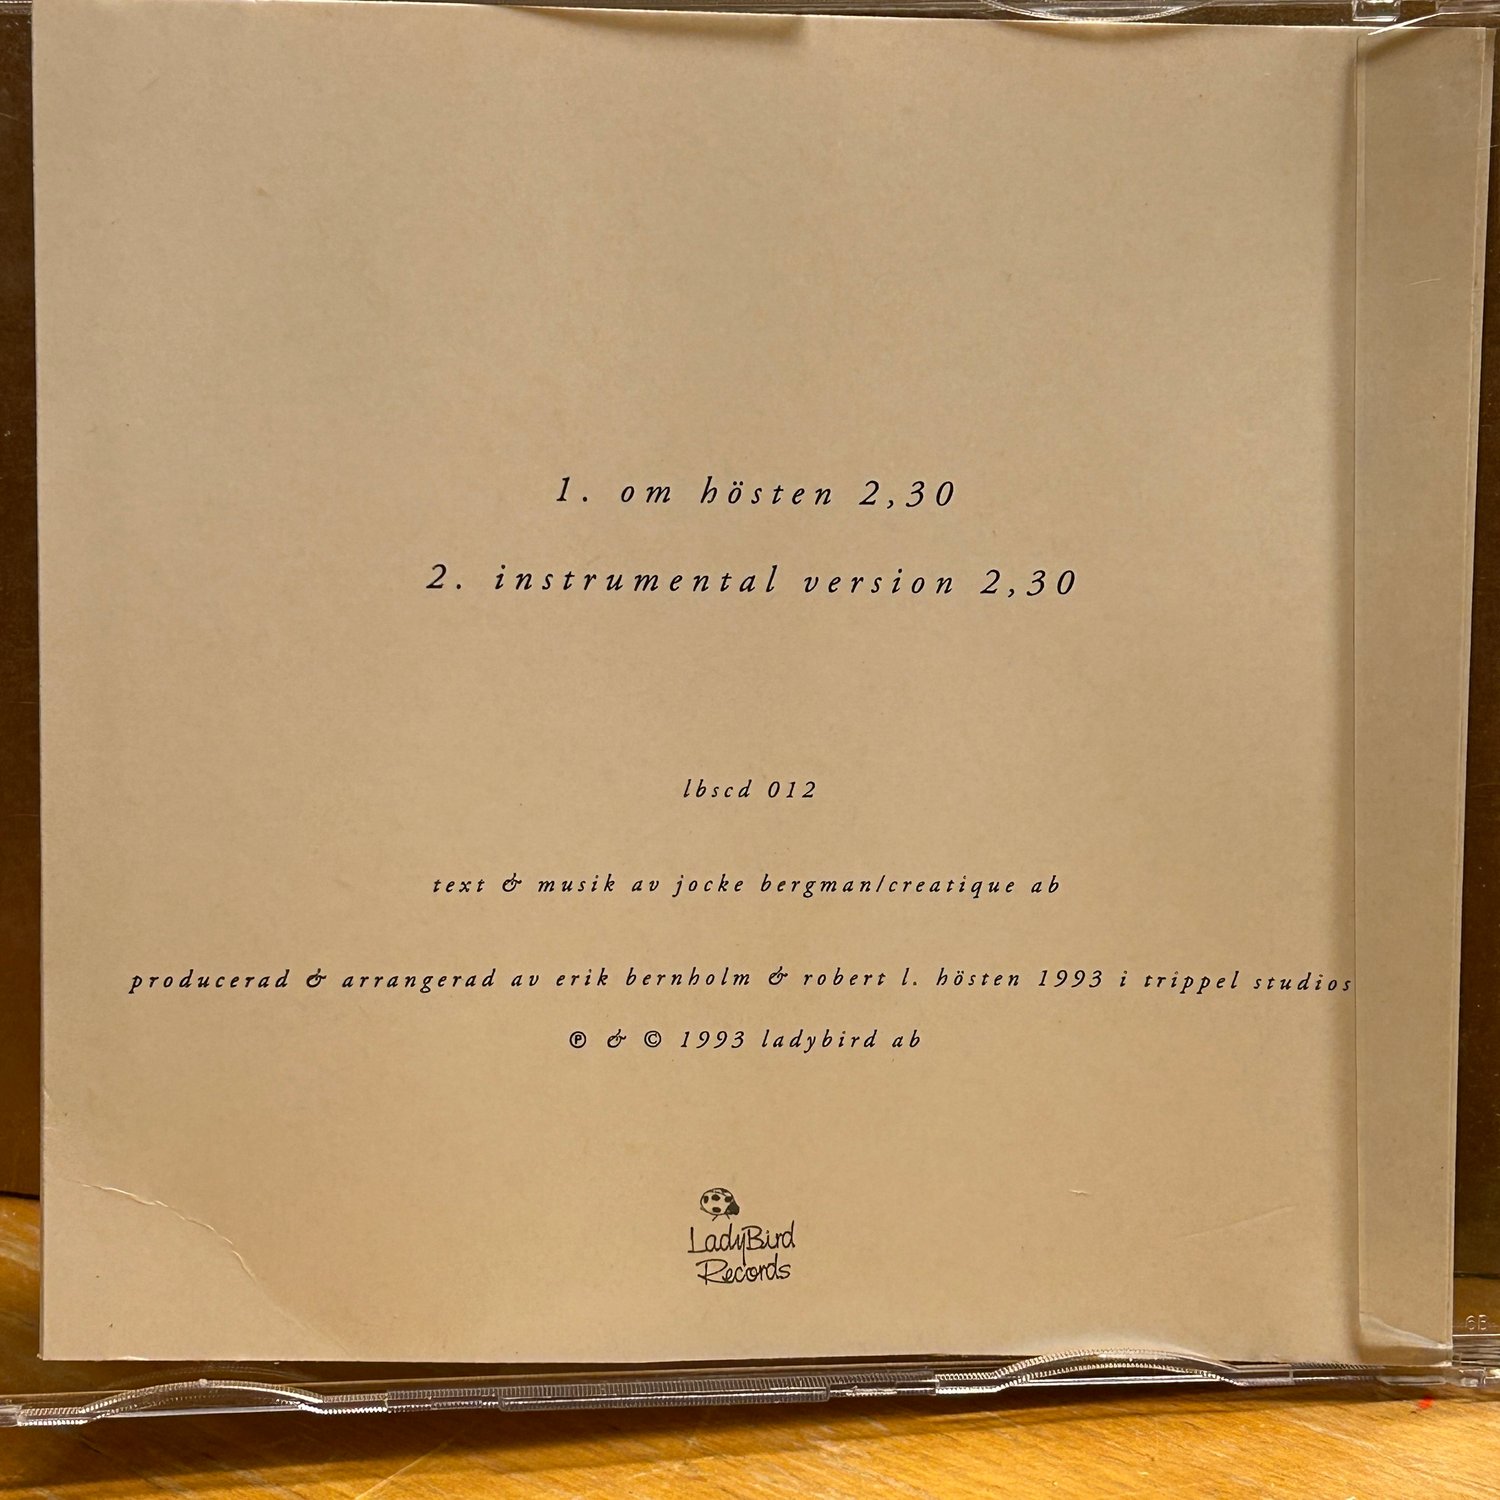 1. om hösten 2,30
2. instrumental version 2,30
lbscd 012
text & musik av jocke bergman/creatique ab
producerad & arrangerad av erik bernholm & robert l. hösten 1993 i trippel studios
℗ & © 1993 ladybird ab
LadyBird
Records